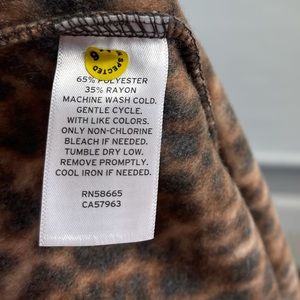 SPECTED
65% POLYESTER
35% RAYON
MACHINE WASH COLD.
GENTLE CYCLE.
WITH LIKE COLORS.
ONLY NON-CHLORINE
BLEACH IF NEEDED.
TUMBLE DRY LOW.
REMOVE PROMPTLY.
COOL IRON IF NEEDED.
RN58665
CA57963